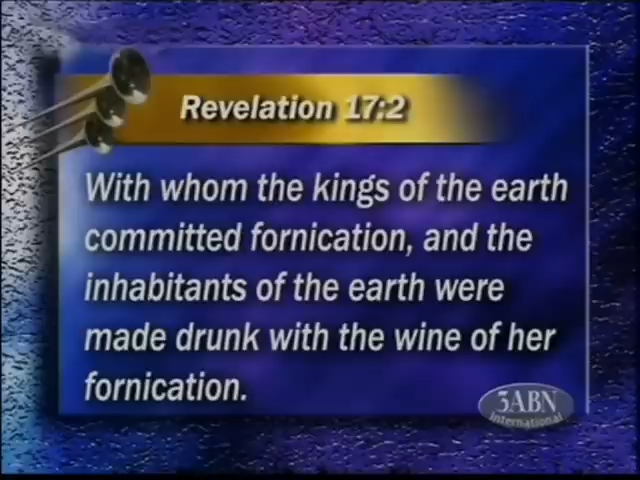 Revelation 17:2
With whom the kings of the earth
committed fornication, and the
inhabitants of the earth were
made drunk with the wine of her
fornication.
3ABN
International